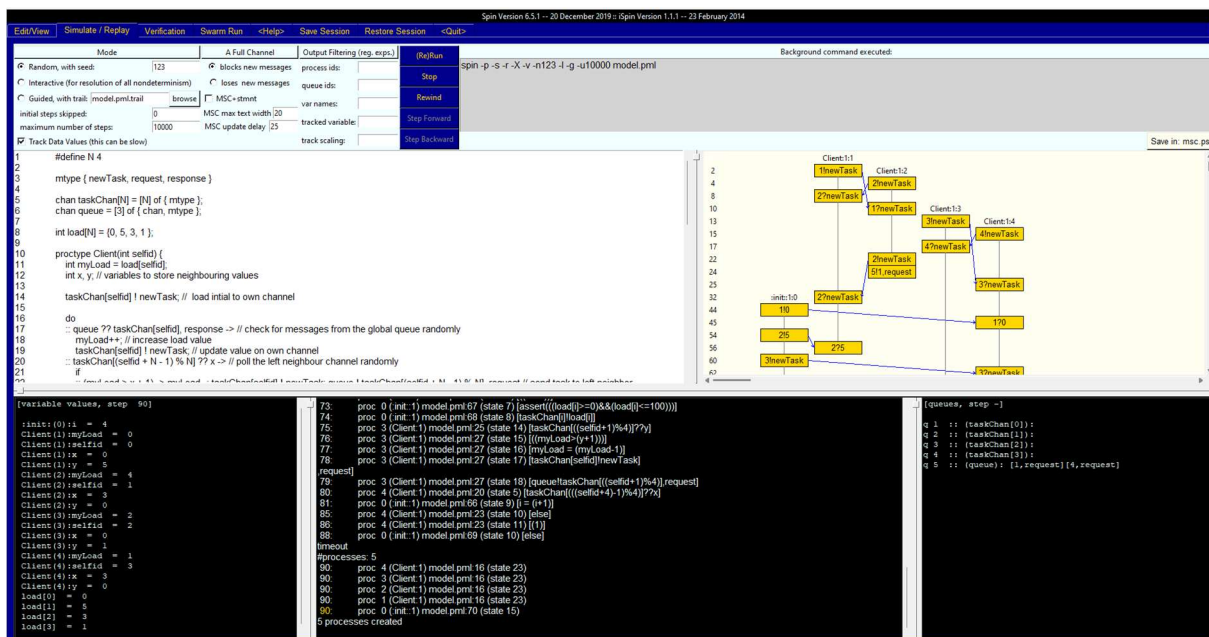 Spin Version 6.5.1 -- 20 December 2019 :: iSpin Version 1.1.1 -- 23 February 2014
Edit/View Simulate / Replay Verification Swarm Run <Help> Save Session Restore Session <Quit>
Mode A Full Channel Output Filtering (reg. exps.) (Re)Run Background command executed:
Random, with seed: 123 blocks new messages process ids: spin -p -s -r -X -v -n123 -l -g -u10000 model.pml
Interactive (for resolution of all nondeterminism) loses new messages queue ids: Stop
Guided, with trail: model.pml.trail browse MSC+stmnt var names: Rewind
initial steps skipped: 0 MSC max text width 20 tracked variable: Step Forward
maximum number of steps: 10000 MSC update delay 25
Track Data Values (this can be slow) track scaling: Step Backward Save in: msc.ps
1 #define N 4
2
3 mtype { newTask, request, response }
4
5 chan taskChan[N] = [N] of { mtype };
6 chan queue = [3] of { chan, mtype };
7
8 int load[N] = {0, 5, 3, 1 };
9
10 proctype Client(int selfid) {
11 int myLoad = load[selfid];
12 int x, y; // variables to store neighbouring values
13
14 taskChan[selfid] ! newTask; // load intial to own channel
15
16 do
17 :: queue ?? taskChan[selfid], response -> // check for messages from the global queue randomly
18 myLoad++; // increase load value
19 taskChan[selfid] ! newTask; // update value on own channel
20 :: taskChan[(selfid + N - 1) % N] ?? x -> // poll the left neighbour channel randomly
21 if
Client:1:1
2 1!newTask Client:1:2
4 2!newTask
8 2?newTask
10 1?newTask Client:1:3
13 3!newTask Client:1:4
15 4!newTask
17 4?newTask
22 2!newTask
24 5!1,request 3?newTask
32 :init::1:0 2?newTask
44 1!0
45 1?0
54 2!5
56 2?5
60 3!newTask
62 3?newTask
[variable values, step 90]
:init:(0):i = 4
Client(1):myLoad = 0
Client(1):selfid = 0
Client(1):x = 0
Client(1):y = 5
Client(2):myLoad = 4
Client(2):selfid = 1
Client(2):x = 3
Client(2):y = 0
Client(3):myLoad = 2
Client(3):selfid = 2
Client(3):x = 0
Client(3):y = 1
Client(4):myLoad = 1
Client(4):selfid = 3
Client(4):x = 3
Client(4):y = 0
load[0] = 0
load[1] = 5
load[2] = 3
load[3] = 1
73: proc 0 (:init::1) model.pml:67 (state 7) [assert(((load[i]>=0)&&(load[i]<=100)))]
74: proc 0 (:init::1) model.pml:68 (state 8) [taskChan[i]!load[i]]
75: proc 3 (Client:1) model.pml:25 (state 14) [taskChan[((selfid+1)%4)]??y]
76: proc 3 (Client:1) model.pml:27 (state 15) [((myLoad>(y+1)))]
76: proc 3 (Client:1) model.pml:27 (state 16) [myLoad = (myLoad-1)]
78: proc 3 (Client:1) model.pml:27 (state 17) [taskChan[selfid]!newTask]
,request]
79: proc 3 (Client:1) model.pml:27 (state 18) [queue!taskChan[((selfid+1)%4)],request]
80: proc 4 (Client:1) model.pml:20 (state 5) [taskChan[(((selfid+4)-1)%4)]??x]
81: proc 0 (:init::1) model.pml:66 (state 9) [i = (i+1)]
85: proc 4 (Client:1) model.pml:23 (state 10) [else]
86: proc 4 (Client:1) model.pml:23 (state 11) [(1)]
88: proc 0 (:init::1) model.pml:69 (state 10) [else]
timeout
#processes: 5
90: proc 4 (Client:1) model.pml:16 (state 23)
90: proc 3 (Client:1) model.pml:16 (state 23)
90: proc 2 (Client:1) model.pml:16 (state 23)
90: proc 1 (Client:1) model.pml:16 (state 23)
90: proc 0 (:init::1) model.pml:70 (state 15)
5 processes created
[queues, step -]
q 1 :: (taskChan[0]):
q 2 :: (taskChan[1]):
q 3 :: (taskChan[2]):
q 4 :: (taskChan[3]):
q 5 :: (queue): [1,request][4,request]